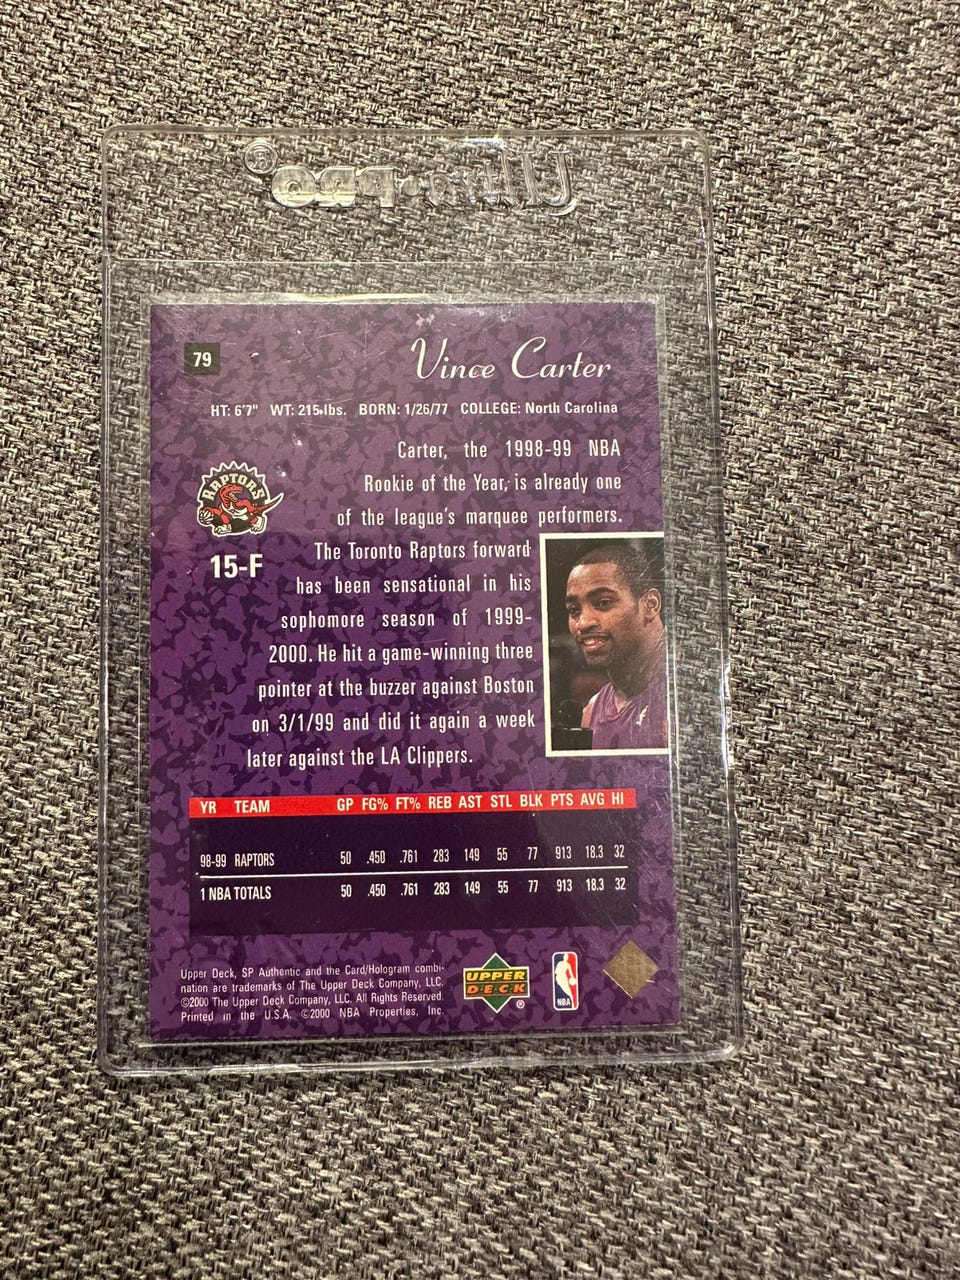 Ultra·PRO®
79
Vince Carter
HT: 6'7" WT: 215 lbs. BORN: 1/26/77 COLLEGE: North Carolina
Carter, the 1998-99 NBA
Rookie of the Year, is already one
of the league's marquee performers.
The Toronto Raptors forward
has been sensational in his
sophomore season of 1999-
2000. He hit a game-winning three
pointer at the buzzer against Boston
on 3/1/99 and did it again a week
later against the LA Clippers.
RAPTORS
15-F
YR TEAM GP FG% FT% REB AST STL BLK PTS AVG HI
98-99 RAPTORS 50 .450 .761 283 149 55 77 913 18.3 32
1 NBA TOTALS 50 .450 .761 283 149 55 77 913 18.3 32
Upper Deck, SP Authentic and the Card/Hologram combi-
nation are trademarks of The Upper Deck Company, LLC.
©2000 The Upper Deck Company, LLC. All Rights Reserved.
Printed in the U.S.A. ©2000 NBA Properties, Inc.
UPPER
DECK
®
NBA